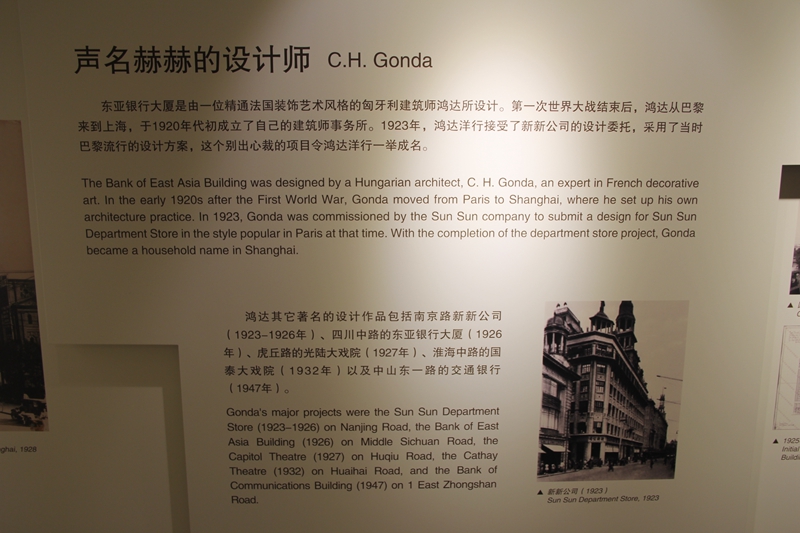 声名赫赫的设计师 C.H. Gonda
东亚银行大厦是由一位精通法国装饰艺术风格的匈牙利建筑师鸿达所设计。第一次世界大战结束后，鸿达从巴黎
来到上海，于1920年代初成立了自己的建筑师事务所。1923年，鸿达洋行接受了新新公司的设计委托，采用了当时
巴黎流行的设计方案，这个别出心裁的项目令鸿达洋行一举成名。
The Bank of East Asia Building was designed by a Hungarian architect, C. H. Gonda, an expert in French decorative
art. In the early 1920s after the First World War, Gonda moved from Paris to Shanghai, where he set up his own
architecture practice. In 1923, Gonda was commissioned by the Sun Sun company to submit a design for Sun Sun
Department Store in the style popular in Paris at that time. With the completion of the department store project, Gonda
became a household name in Shanghai.
鸿达其它著名的设计作品包括南京路新新公司
（1923–1926年）、四川中路的东亚银行大厦（1926
年）、虎丘路的光陆大戏院（1927年）、淮海中路的国
泰大戏院（1932年）以及中山东一路的交通银行
（1947年）。
Gonda's major projects were the Sun Sun Department
Store (1923–1926) on Nanjing Road, the Bank of East
Asia Building (1926) on Middle Sichuan Road, the
Capitol Theatre (1927) on Huqiu Road, the Cathay
Theatre (1932) on Huaihai Road, and the Bank of
Communications Building (1947) on 1 East Zhongshan
Road.
▲ 新新公司（1923）
Sun Sun Department Store, 1923
1926
▲ 1925
Initial
Buildi